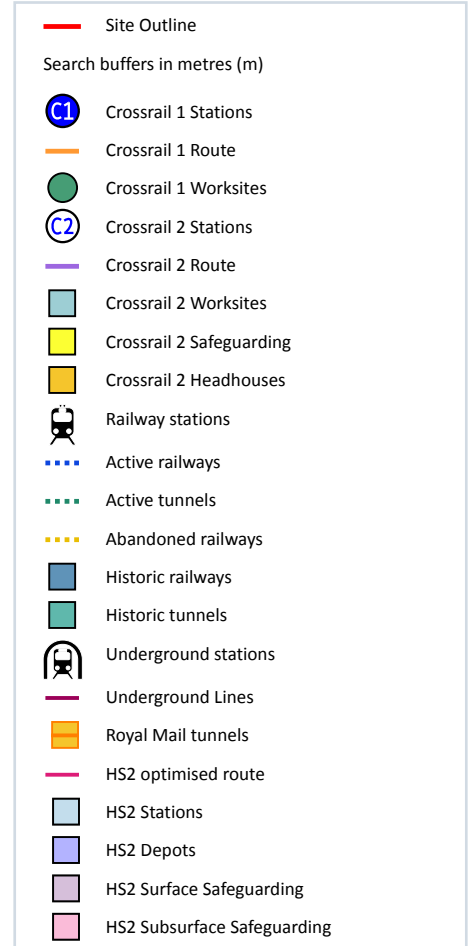 Site Outline
Search buffers in metres (m)
C1 Crossrail 1 Stations
Crossrail 1 Route
Crossrail 1 Worksites
C2 Crossrail 2 Stations
Crossrail 2 Route
Crossrail 2 Worksites
Crossrail 2 Safeguarding
Crossrail 2 Headhouses
Railway stations
Active railways
Active tunnels
Abandoned railways
Historic railways
Historic tunnels
Underground stations
Underground Lines
Royal Mail tunnels
HS2 optimised route
HS2 Stations
HS2 Depots
HS2 Surface Safeguarding
HS2 Subsurface Safeguarding